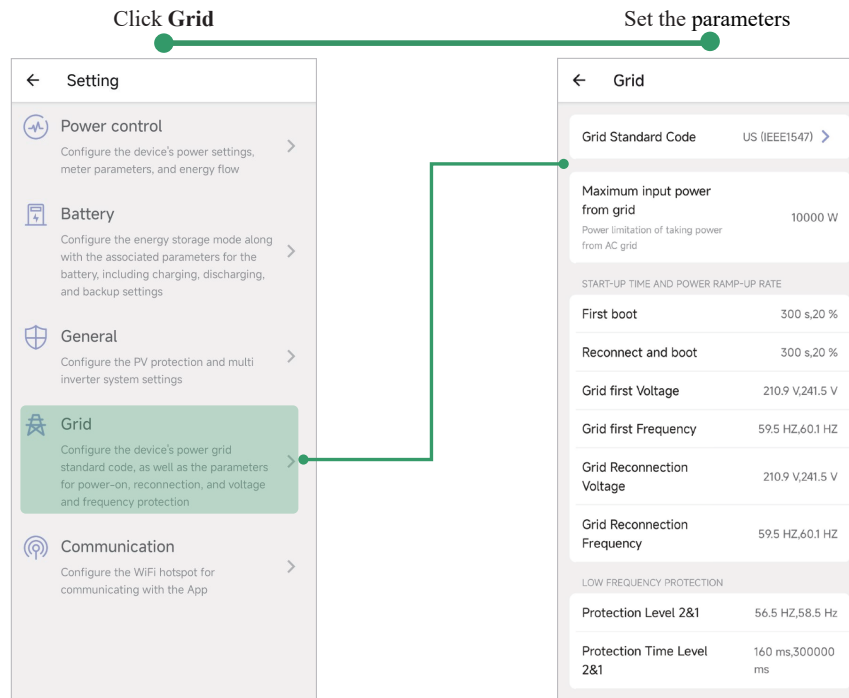 Click Grid
Set the parameters
Setting
Power control
Configure the device's power settings,
meter parameters, and energy flow
Battery
Configure the energy storage mode along
with the associated parameters for the
battery, including charging, discharging,
and backup settings
General
Configure the PV protection and multi
inverter system settings
Grid
Configure the device's power grid
standard code, as well as the parameters
for power-on, reconnection, and voltage
and frequency protection
Communication
Configure the WiFi hotspot for
communicating with the App
Grid
Grid Standard Code US (IEEE1547)
Maximum input power
from grid
10000 W
Power limitation of taking power
from AC grid
START-UP TIME AND POWER RAMP-UP RATE
First boot 300 s,20 %
Reconnect and boot 300 s,20 %
Grid first Voltage 210.9 V,241.5 V
Grid first Frequency 59.5 HZ,60.1 HZ
Grid Reconnection
Voltage
210.9 V,241.5 V
Grid Reconnection
Frequency
59.5 HZ,60.1 HZ
LOW FREQUENCY PROTECTION
Protection Level 2&1 56.5 HZ,58.5 Hz
Protection Time Level
2&1
160 ms,300000
ms